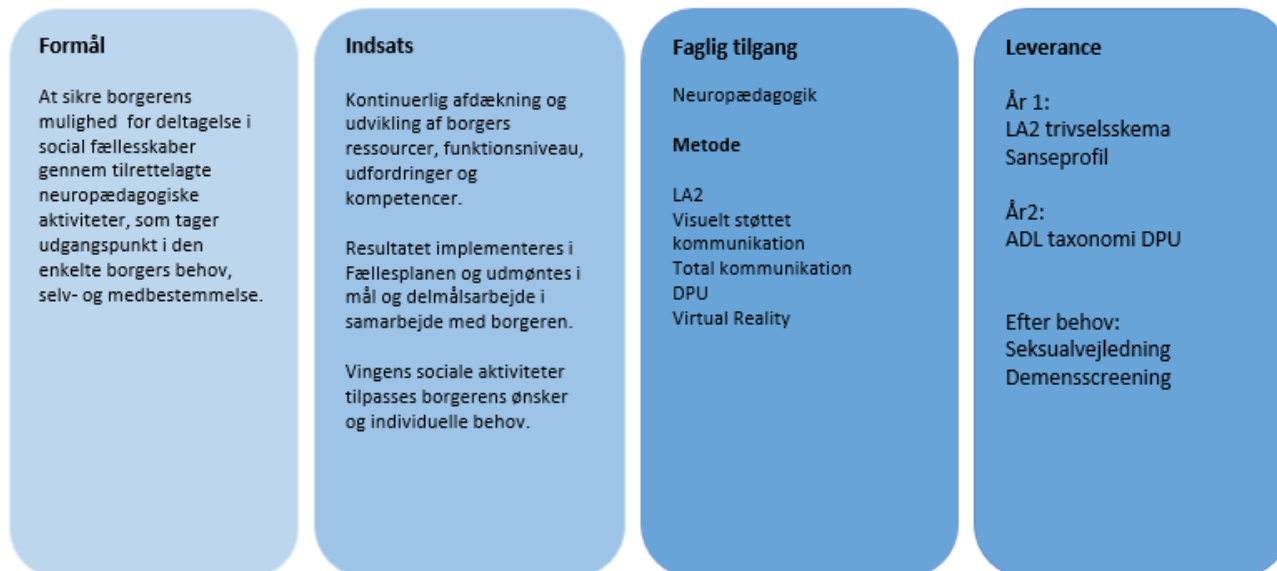 Formål
At sikre borgerens
mulighed  for deltagelse i
social fællesskaber
gennem tilrettelagte
neuropædagogiske
aktiviteter, som tager
udgangspunkt i den
enkelte borgers behov,
selv- og medbestemmelse.
Indsats
Kontinuerlig afdækning og
udvikling af borgers
ressourcer, funktionsniveau,
udfordringer og
kompetencer.
Resultatet implementeres i
Fællesplanen og udmøntes i
mål og delmålsarbejde i
samarbejde med borgeren.
Vingens sociale aktiviteter
tilpasses borgerens ønsker
og individuelle behov.
Faglig tilgang
Neuropædagogik
Metode
LA2
Visuelt støttet
kommunikation
Total kommunikation
DPU
Virtual Reality
Leverance
År 1:
LA2 trivselsskema
Sanseprofil
År2:
ADL taxonomi DPU
Efter behov:
Seksualvejledning
Demensscreening